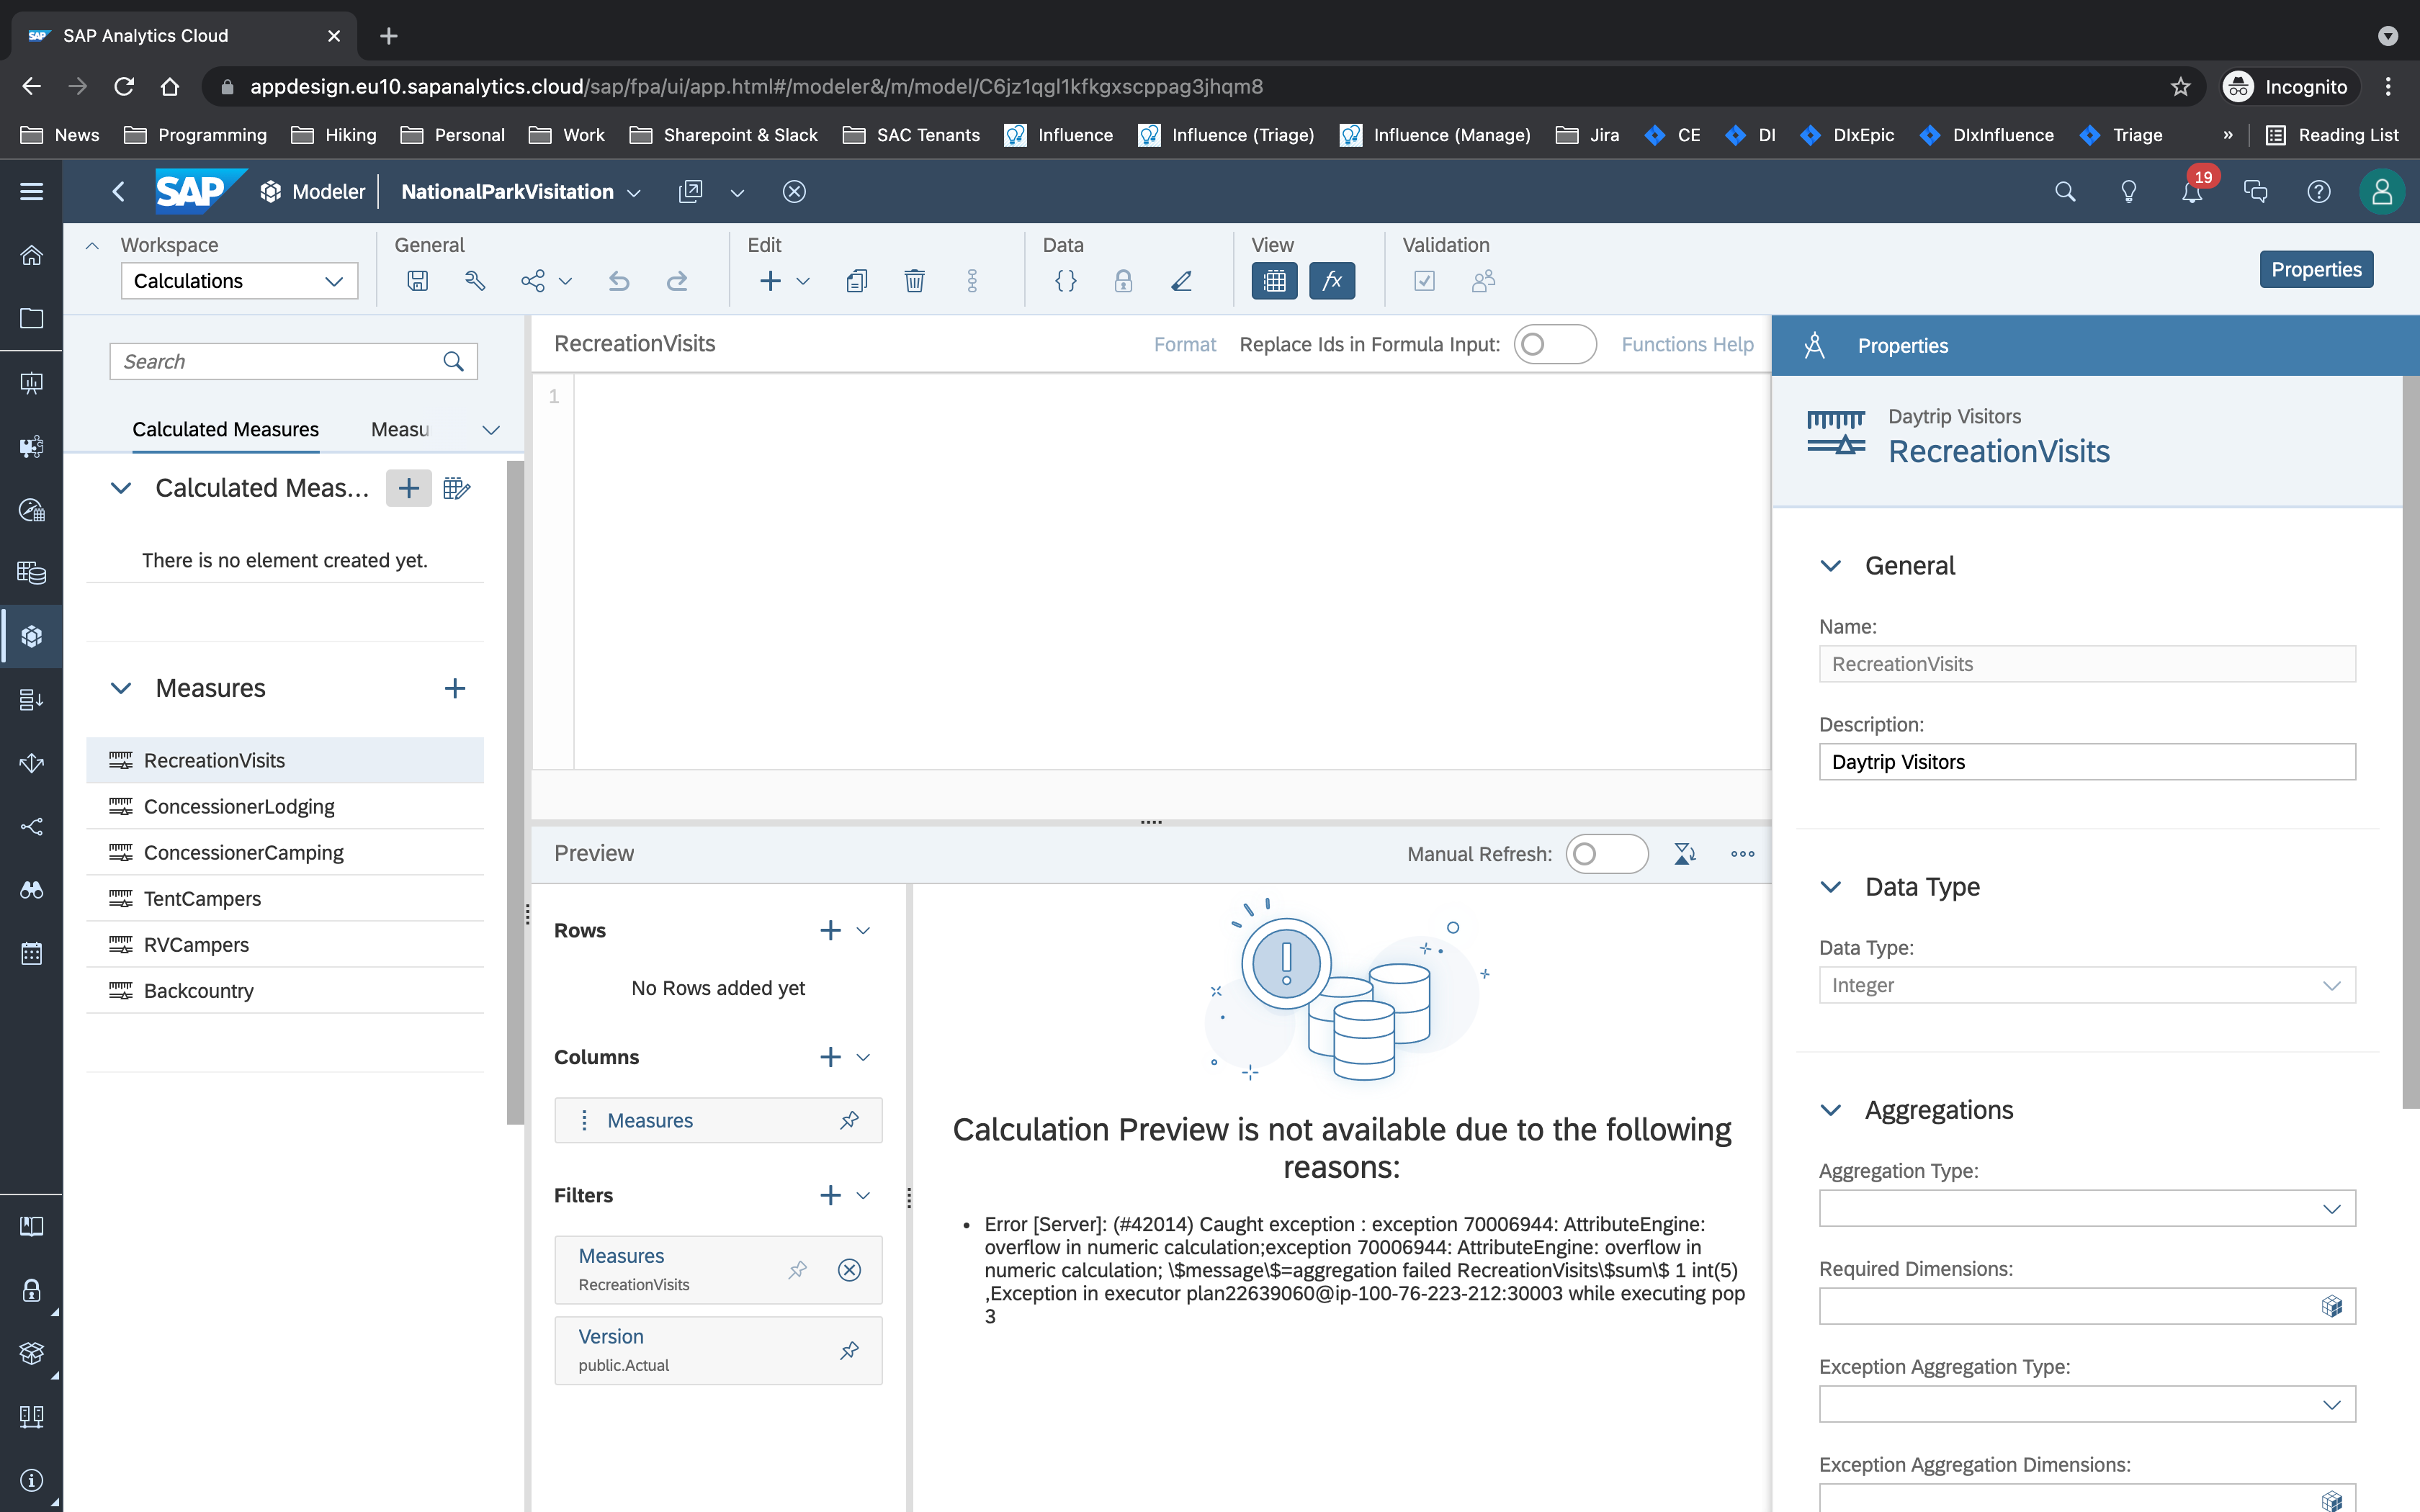 SAP Analytics Cloud
appdesign.eu10.sapanalytics.cloud/sap/fpa/ui/app.html#/modeler&/m/model/C6jz1qgl1kfkgxscppag3jhqm8
Incognito
News Programming Hiking Personal Work Sharepoint & Slack SAC Tenants Influence Influence (Triage) Influence (Manage) Jira CE DI DIxEpic DIxInfluence Triage » Reading List
SAP Modeler NationalParkVisitation 19
Workspace General Edit Data View Validation
Calculations
Properties
Search
Calculated Measures Measu
Calculated Meas...
There is no element created yet.
Measures
RecreationVisits
ConcessionerLodging
ConcessionerCamping
TentCampers
RVCampers
Backcountry
RecreationVisits Format Replace Ids in Formula Input: Functions Help
1
Preview Manual Refresh:
Rows
No Rows added yet
Columns
Measures
Filters
Measures
RecreationVisits
Version
public.Actual
Calculation Preview is not available due to the following
reasons:
• Error [Server]: (#42014) Caught exception : exception 70006944: AttributeEngine:
overflow in numeric calculation;exception 70006944: AttributeEngine: overflow in
numeric calculation; \$message\$=aggregation failed RecreationVisits\$sum\$ 1 int(5)
,Exception in executor plan22639060@ip-100-76-223-212:30003 while executing pop
3
Properties
Daytrip Visitors
RecreationVisits
General
Name:
RecreationVisits
Description:
Daytrip Visitors
Data Type
Data Type:
Integer
Aggregations
Aggregation Type:
Required Dimensions:
Exception Aggregation Type:
Exception Aggregation Dimensions: